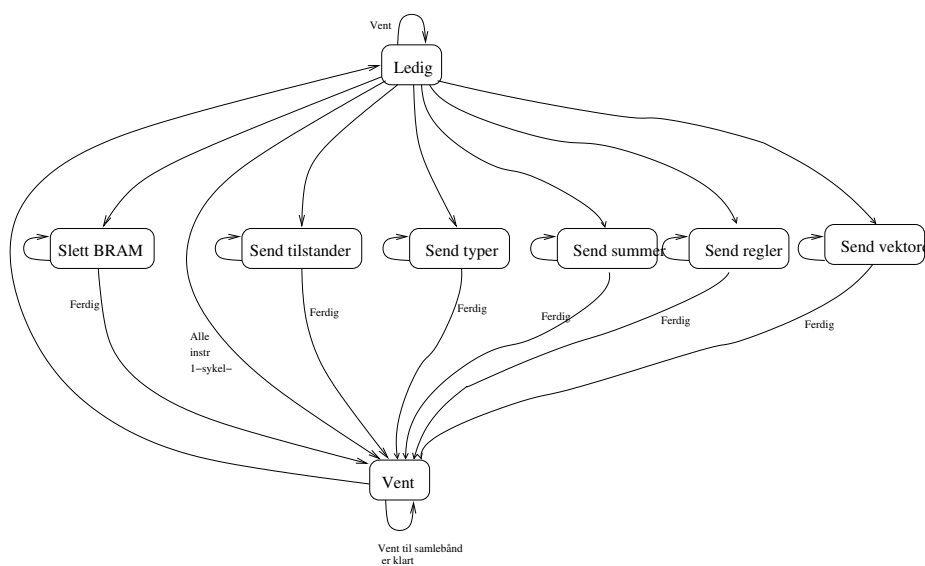 Vent
Ledig
Slett BRAM
Send tilstander
Send typer
Send summer
Send regler
Send vektore
Ferdig
Ferdig
Ferdig
Ferdig
Ferdig
Ferdig
Alle
instr
1−sykel−
Vent
Vent til samlebånd
er klart